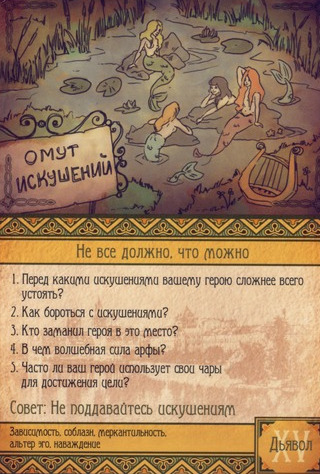 ОМУТ
ИСКУШЕНИЙ
Не все должно, что можно
1. Перед какими искушениями вашему герою сложнее всего
устоять?
2. Как бороться с искушениями?
3. Кто заманил героя в это место?
4. В чем волшебная сила арфы?
5. Часто ли ваш герой использует свои чары
для достижения цели?
Совет: Не поддавайтесь искушениям
Зависимость, соблазн, меркантильность,
альтер эго, наваждение
XV
Дьявол